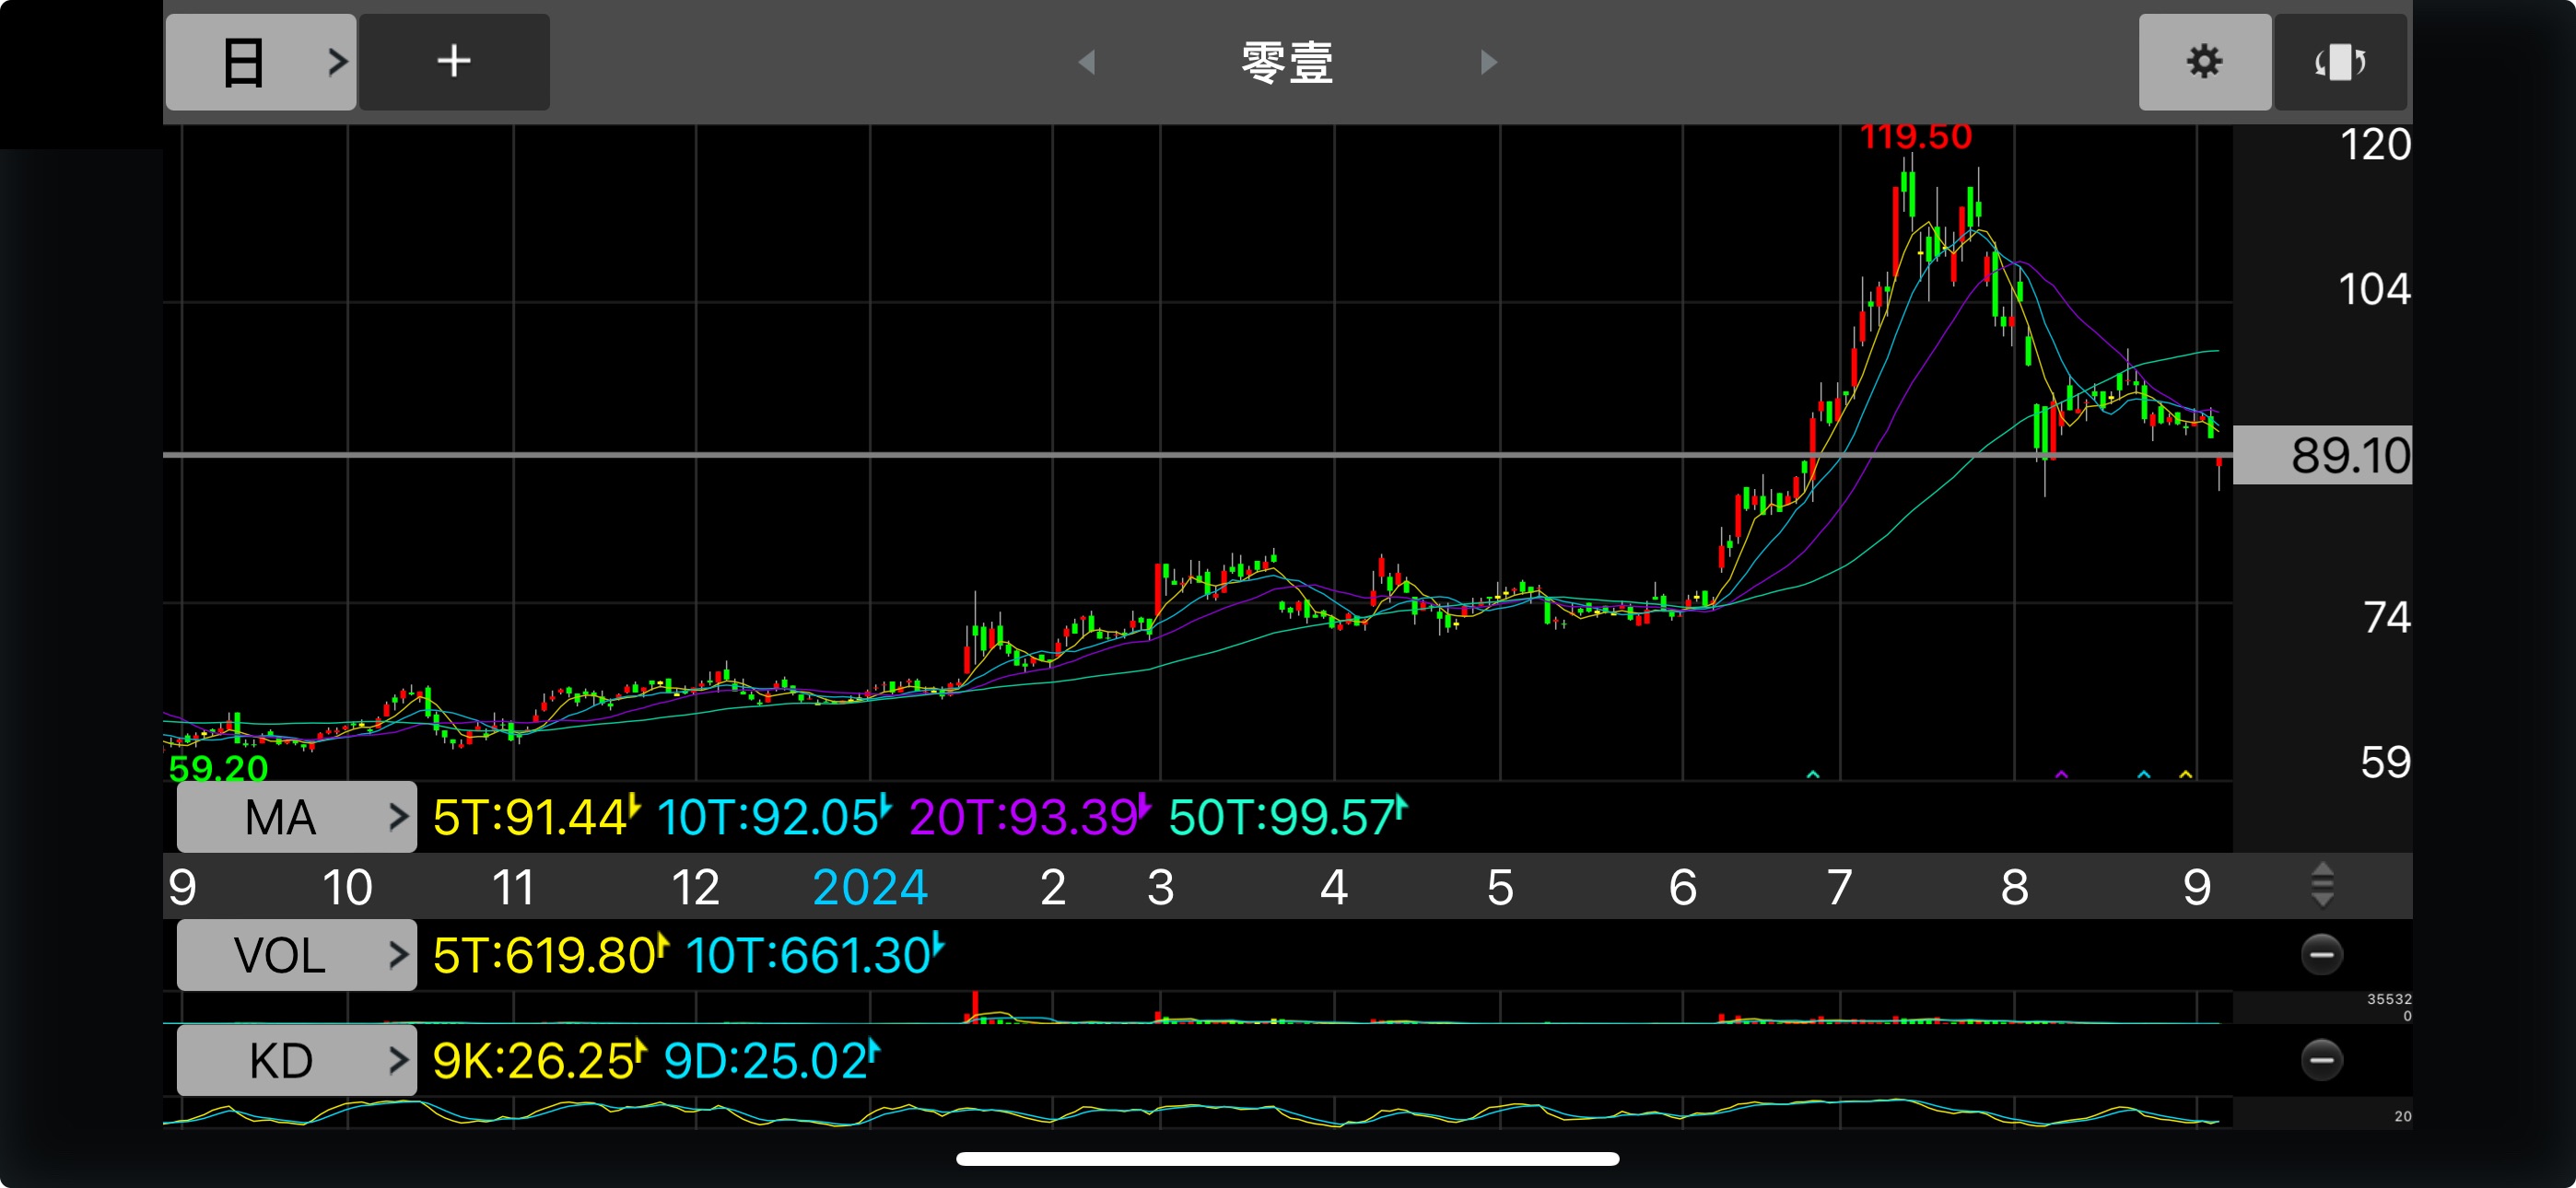 日 > + 零壹
119.50
120
104
89.10
74
59
59.20
MA > 5T:91.44 10T:92.05 20T:93.39 50T:99.57
9 10 11 12 2024 2 3 4 5 6 7 8 9
VOL > 5T:619.80 10T:661.30
35532
0
KD > 9K:26.25 9D:25.02
20